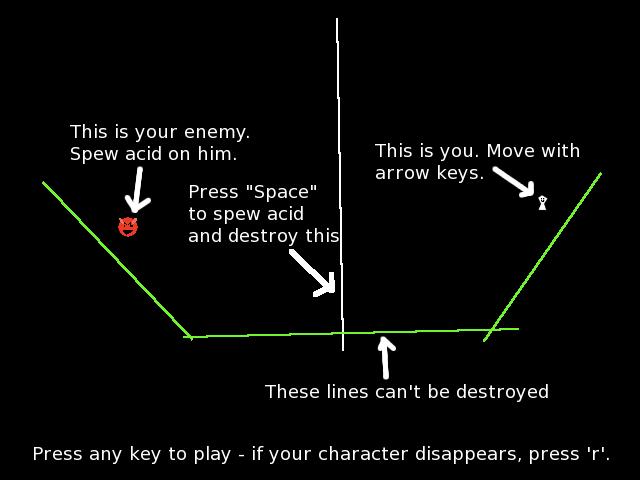 This is your enemy.
Spew acid on him.
This is you. Move with
arrow keys.
Press "Space"
to spew acid
and destroy this
These lines can't be destroyed
Press any key to play - if your character disappears, press 'r'.